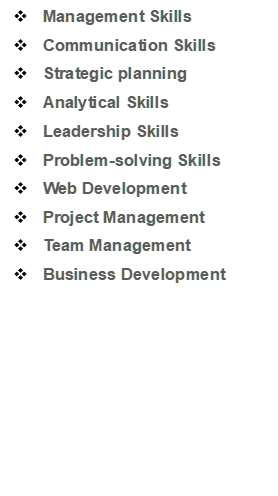 ❖ Management Skills
❖ Communication Skills
❖ Strategic planning
❖ Analytical Skills
❖ Leadership Skills
❖ Problem-solving Skills
❖ Web Development
❖ Project Management
❖ Team Management
❖ Business Development